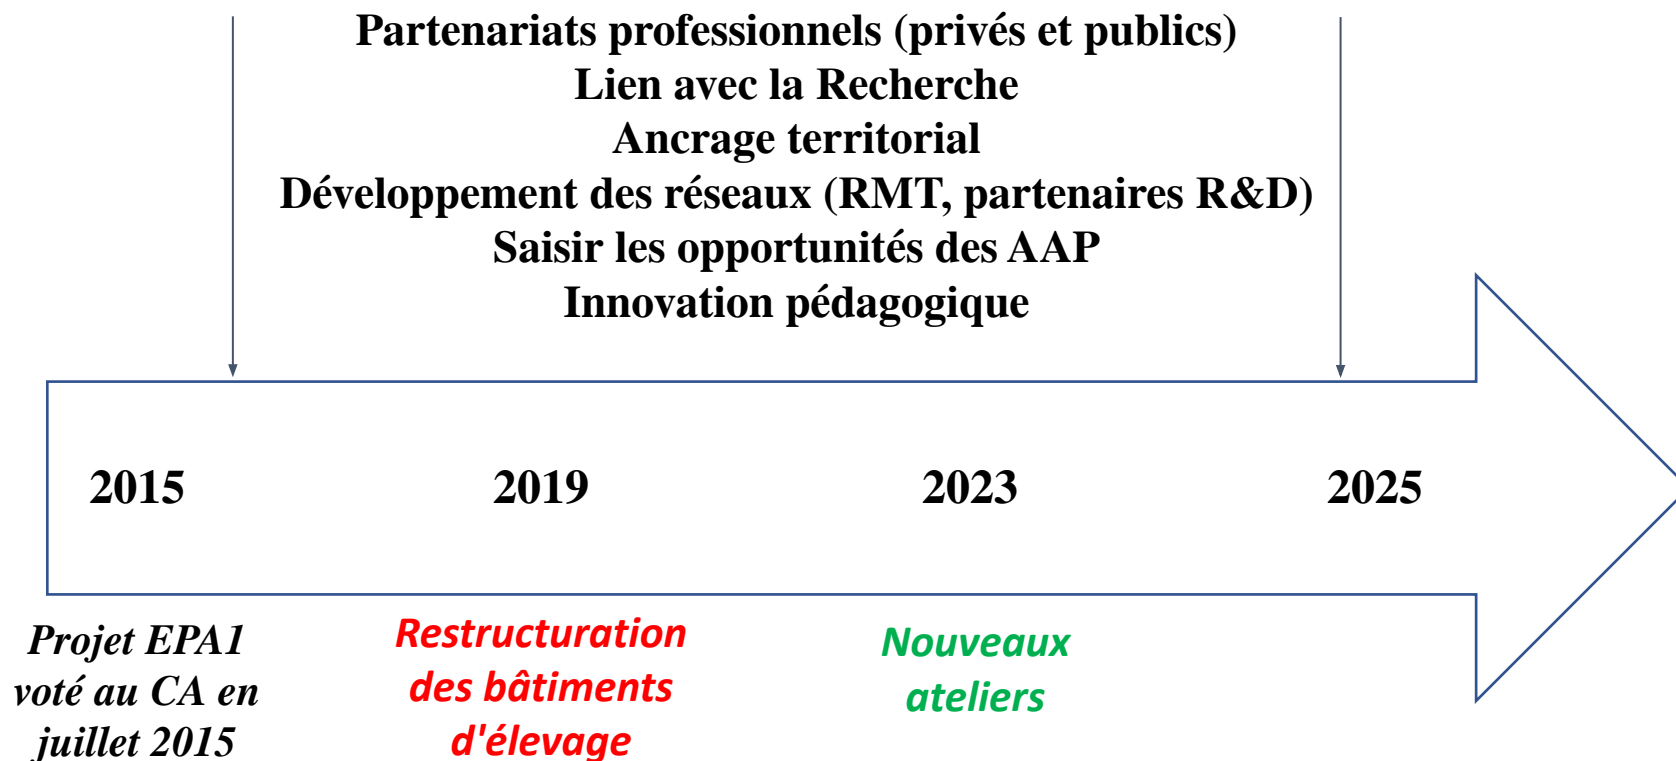 Partenariats professionnels (privés et publics)
Lien avec la Recherche
Ancrage territorial
Développement des réseaux (RMT, partenaires R&D)
Saisir les opportunités des AAP
Innovation pédagogique
2015
2019
2023
2025
Projet EPA1
voté au CA en
juillet 2015
Restructuration
des bâtiments
d'élevage
Nouveaux
ateliers